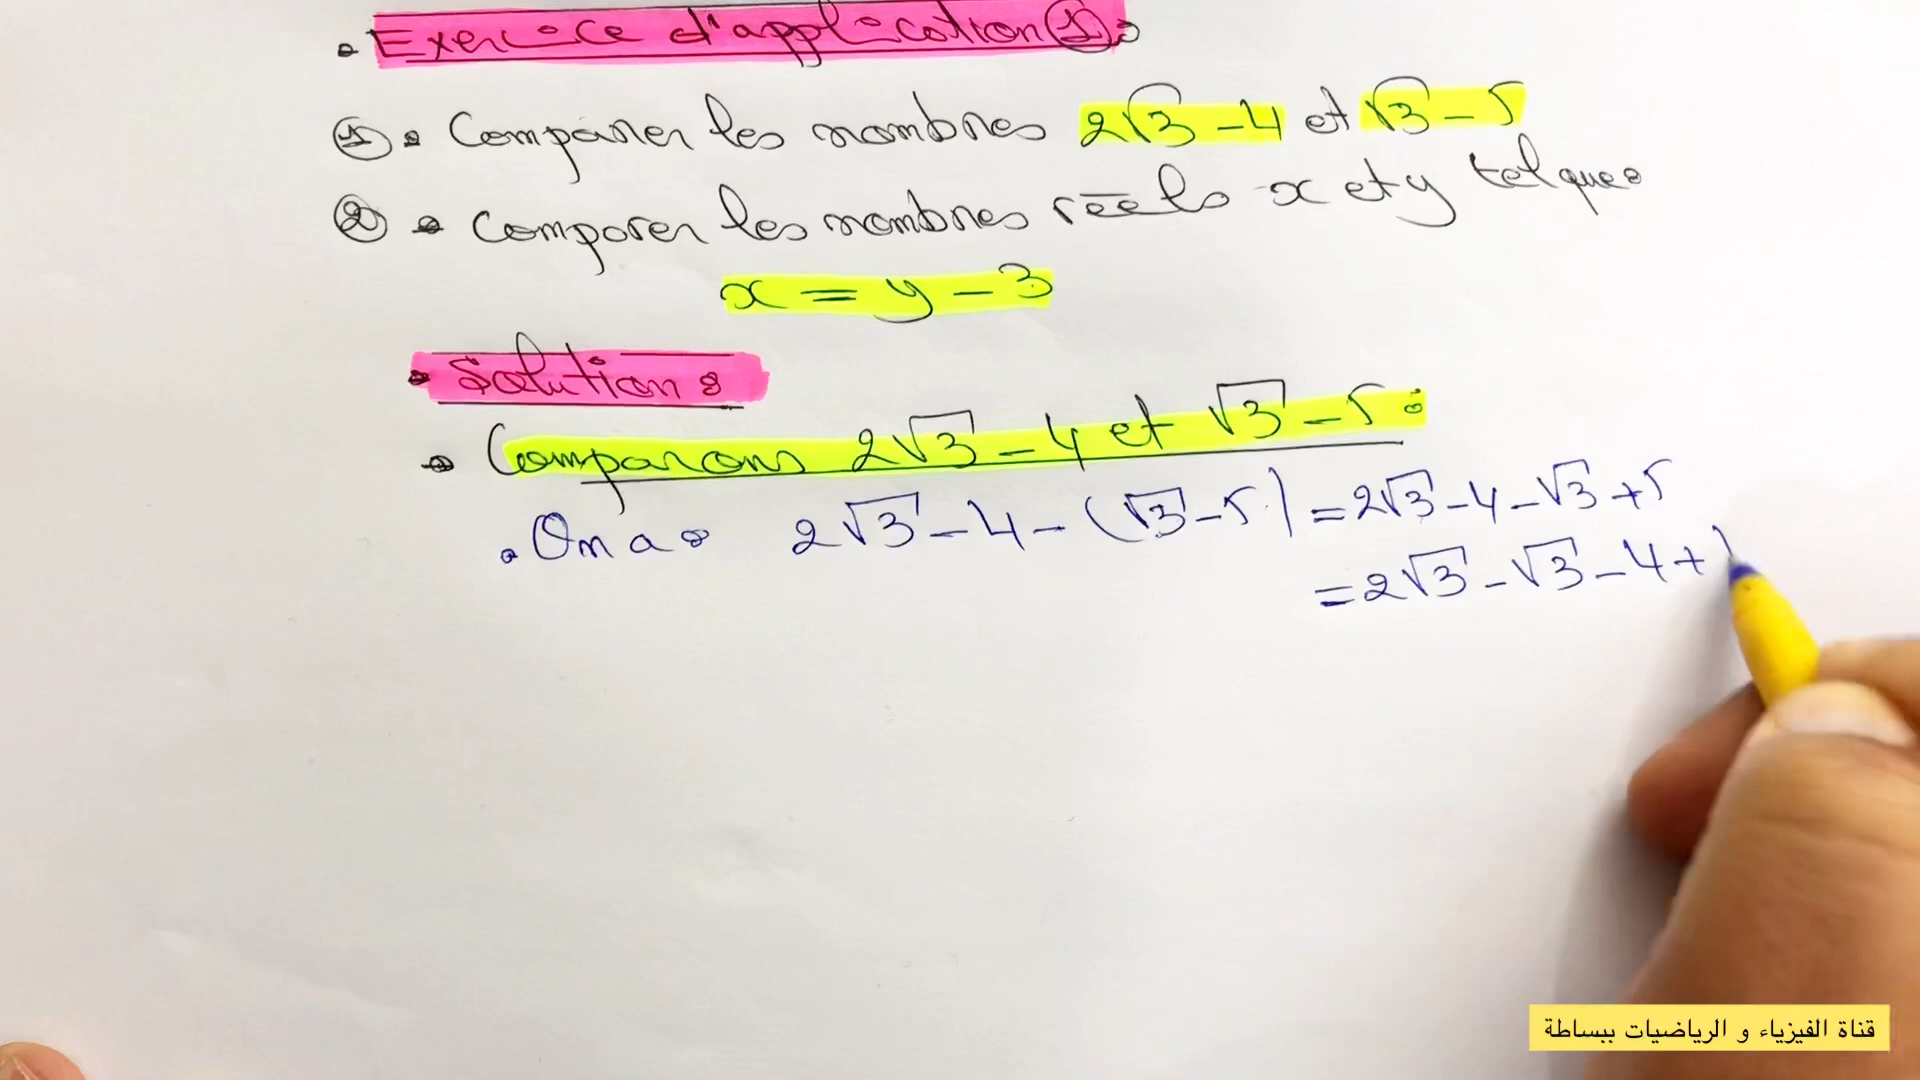 • Exercice d'application ① :
① • Comparer les nombres 2√3 - 4 et √3 - 5
② • Comparer les nombres réels x et y tel que :
x = y - 3
• Solution :
• Comparons 2√3 - 4 et √3 - 5 :
• On a : 2√3 - 4 - (√3 - 5) = 2√3 - 4 - √3 + 5
= 2√3 - √3 - 4 +
قناة الفيزياء و الرياضيات ببساطة